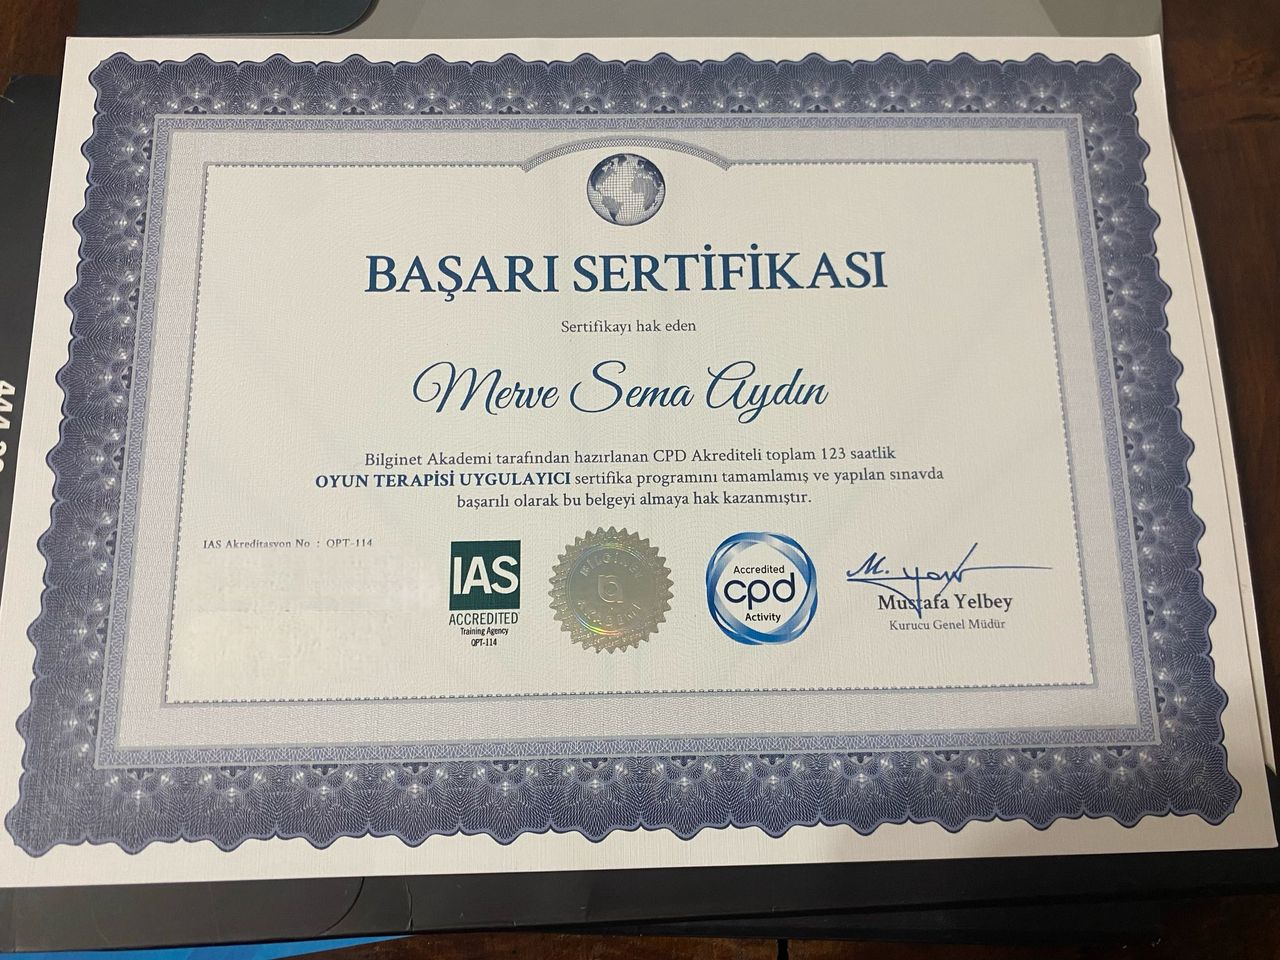 BAŞARI SERTİFİKASI
Sertifikayı hak eden
Merve Sema Aydın
Bilginet Akademi tarafından hazırlanan CPD Akrediteli toplam 123 saatlik
OYUN TERAPİSİ UYGULAYICI sertifika programını tamamlamış ve yapılan sınavda
başarılı olarak bu belgeyi almaya hak kazanmıştır.
IAS Akreditasyon No : QPT-114
IAS
ACCREDITED
Training Agency
QPT-114
BILGINET
Accredited
cpd
Activity
Mustafa Yelbey
Kurucu Genel Müdür